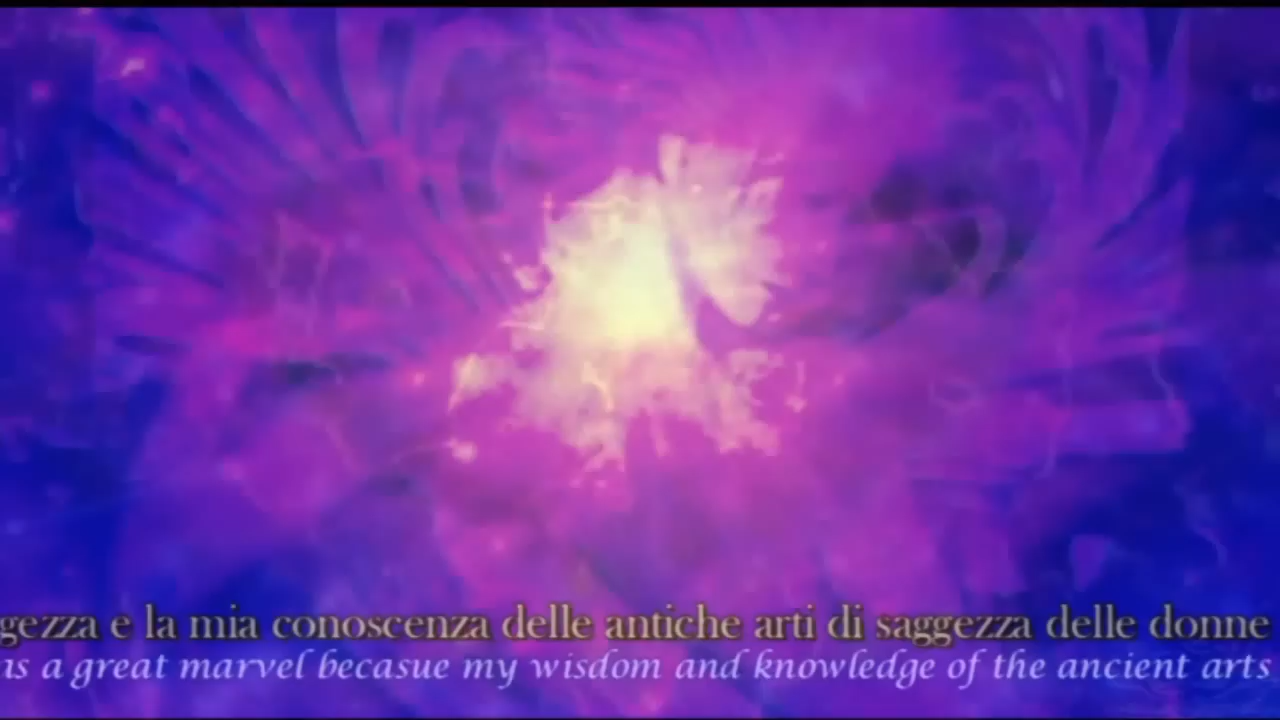 gezza e la mia conoscenza delle antiche arti di saggezza delle donne
is a great marvel becasue my wisdom and knowledge of the ancient arts